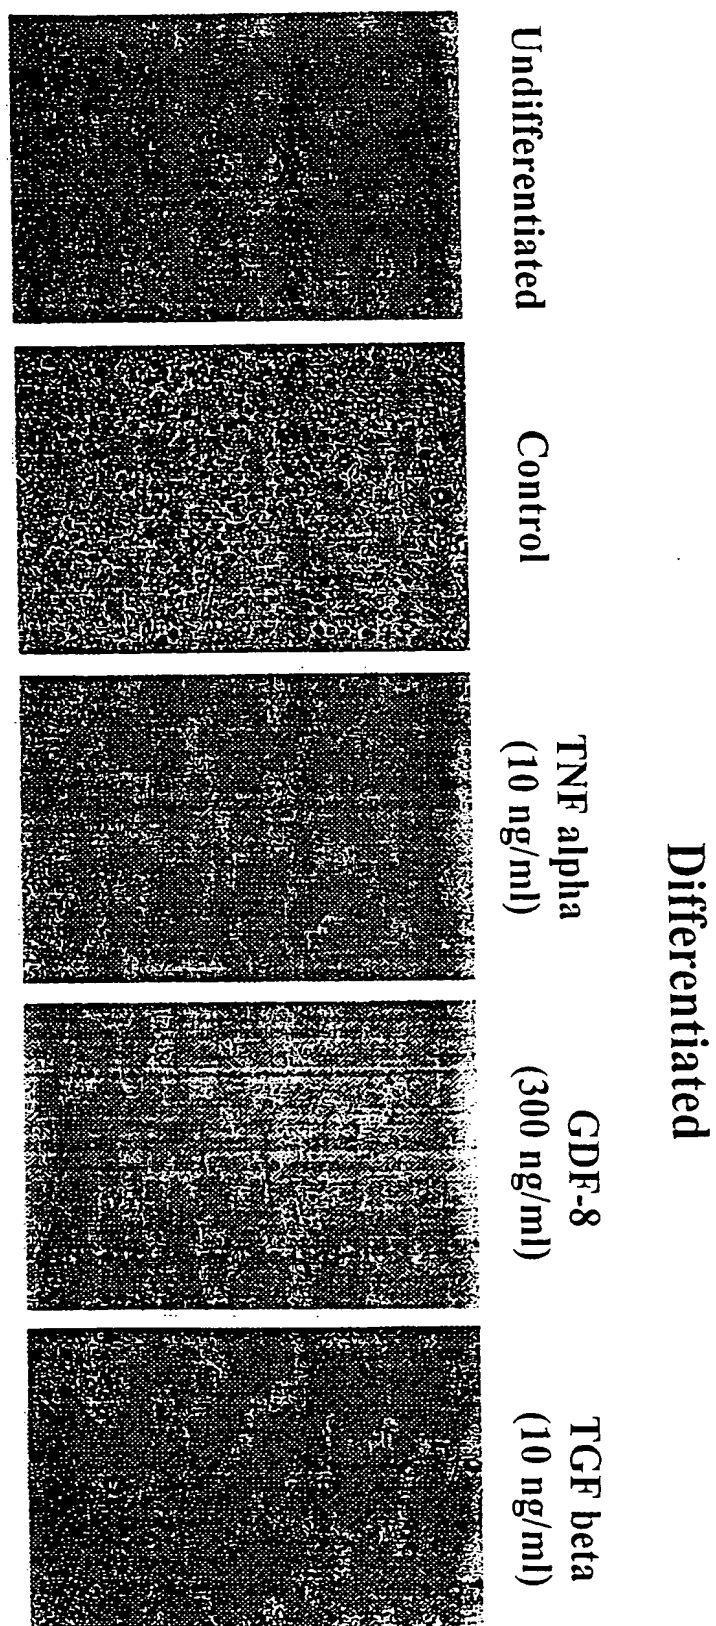 Differentiated
Undifferentiated
Control
TNF alpha
(10 ng/ml)
GDF-8
(300 ng/ml)
TGF beta
(10 ng/ml)